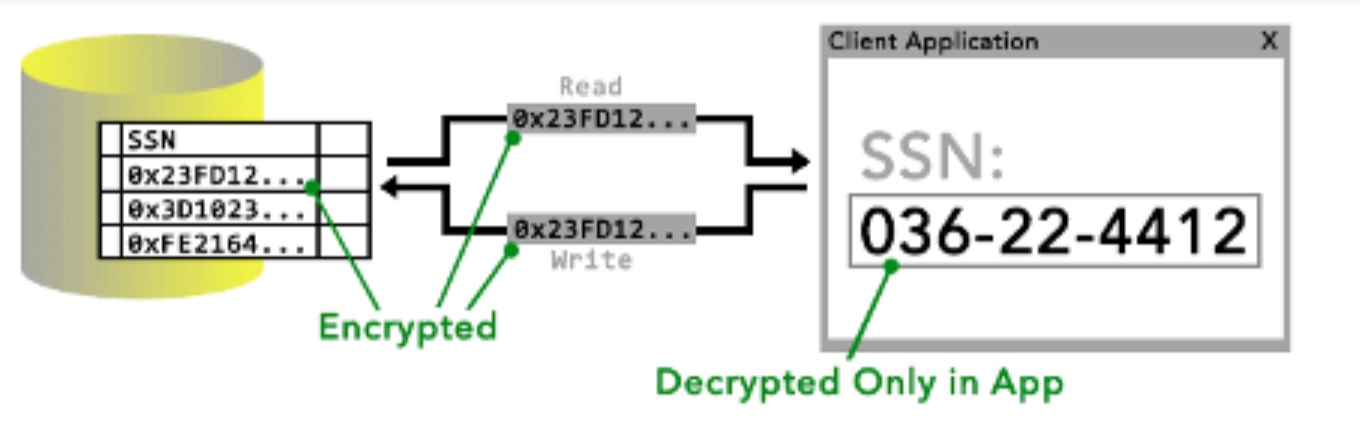 Client Application X
Read
0x23FD12...
SSN
0x23FD12...
0x3D1023...
0xFE2164...
SSN:
036-22-4412
0x23FD12...
Write
Encrypted
Decrypted Only in App